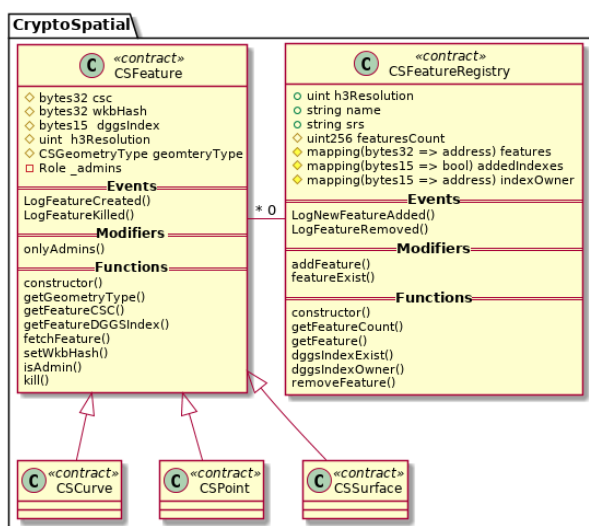 CryptoSpatial
C
«contract»
CSFeature
bytes32 csc
bytes32 wkbHash
bytes15 dggsIndex
uint h3Resolution
CSGeometryType geomteryType
Role _admins
Events
LogFeatureCreated()
LogFeatureKilled()
Modifiers
onlyAdmins()
Functions
constructor()
getGeometryType()
getFeatureCSC()
getFeatureDGGSIndex()
fetchFeature()
setWkbHash()
isAdmin()
kill()
* 0
C
«contract»
CSFeatureRegistry
uint h3Resolution
string name
string srs
uint256 featuresCount
mapping(bytes32 => address) features
mapping(bytes15 => bool) addedIndexes
mapping(bytes15 => address) indexOwner
Events
LogNewFeatureAdded()
LogFeatureRemoved()
Modifiers
addFeature()
featureExist()
Functions
constructor()
getFeatureCount()
getFeature()
dggsIndexExist()
dggsIndexOwner()
removeFeature()
C
«contract»
CSCurve
C
«contract»
CSPoint
C
«contract»
CSSurface